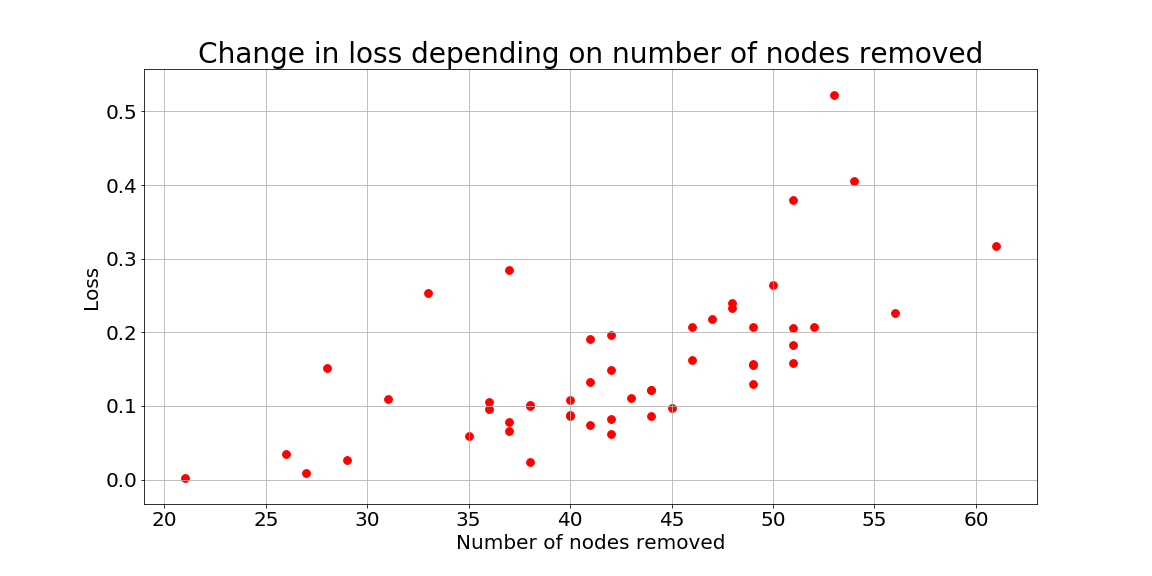 Change in loss depending on number of nodes removed
0.5
0.4
0.3
0.2
0.1
0.0
Loss
20 25 30 35 40 45 50 55 60
Number of nodes removed